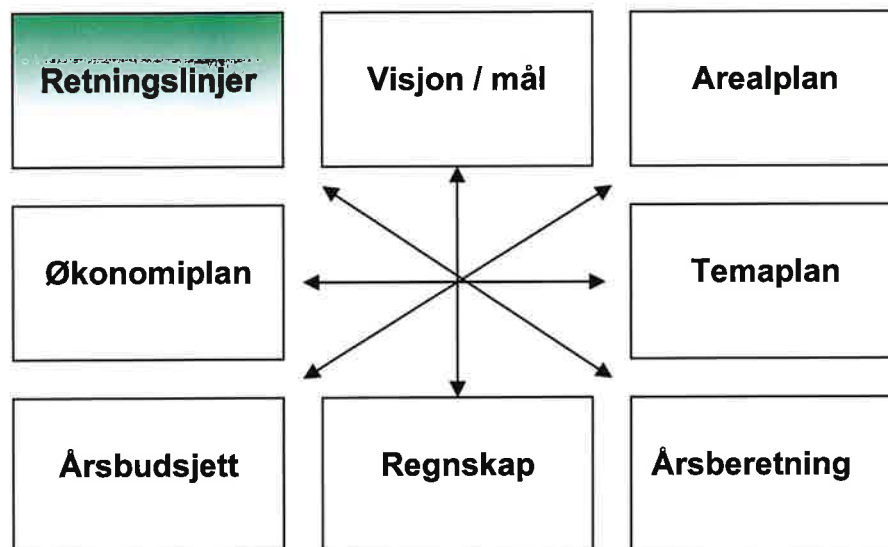 Retningslinjer
Visjon / mål
Arealplan
Økonomiplan
Temaplan
Årsbudsjett
Regnskap
Årsberetning